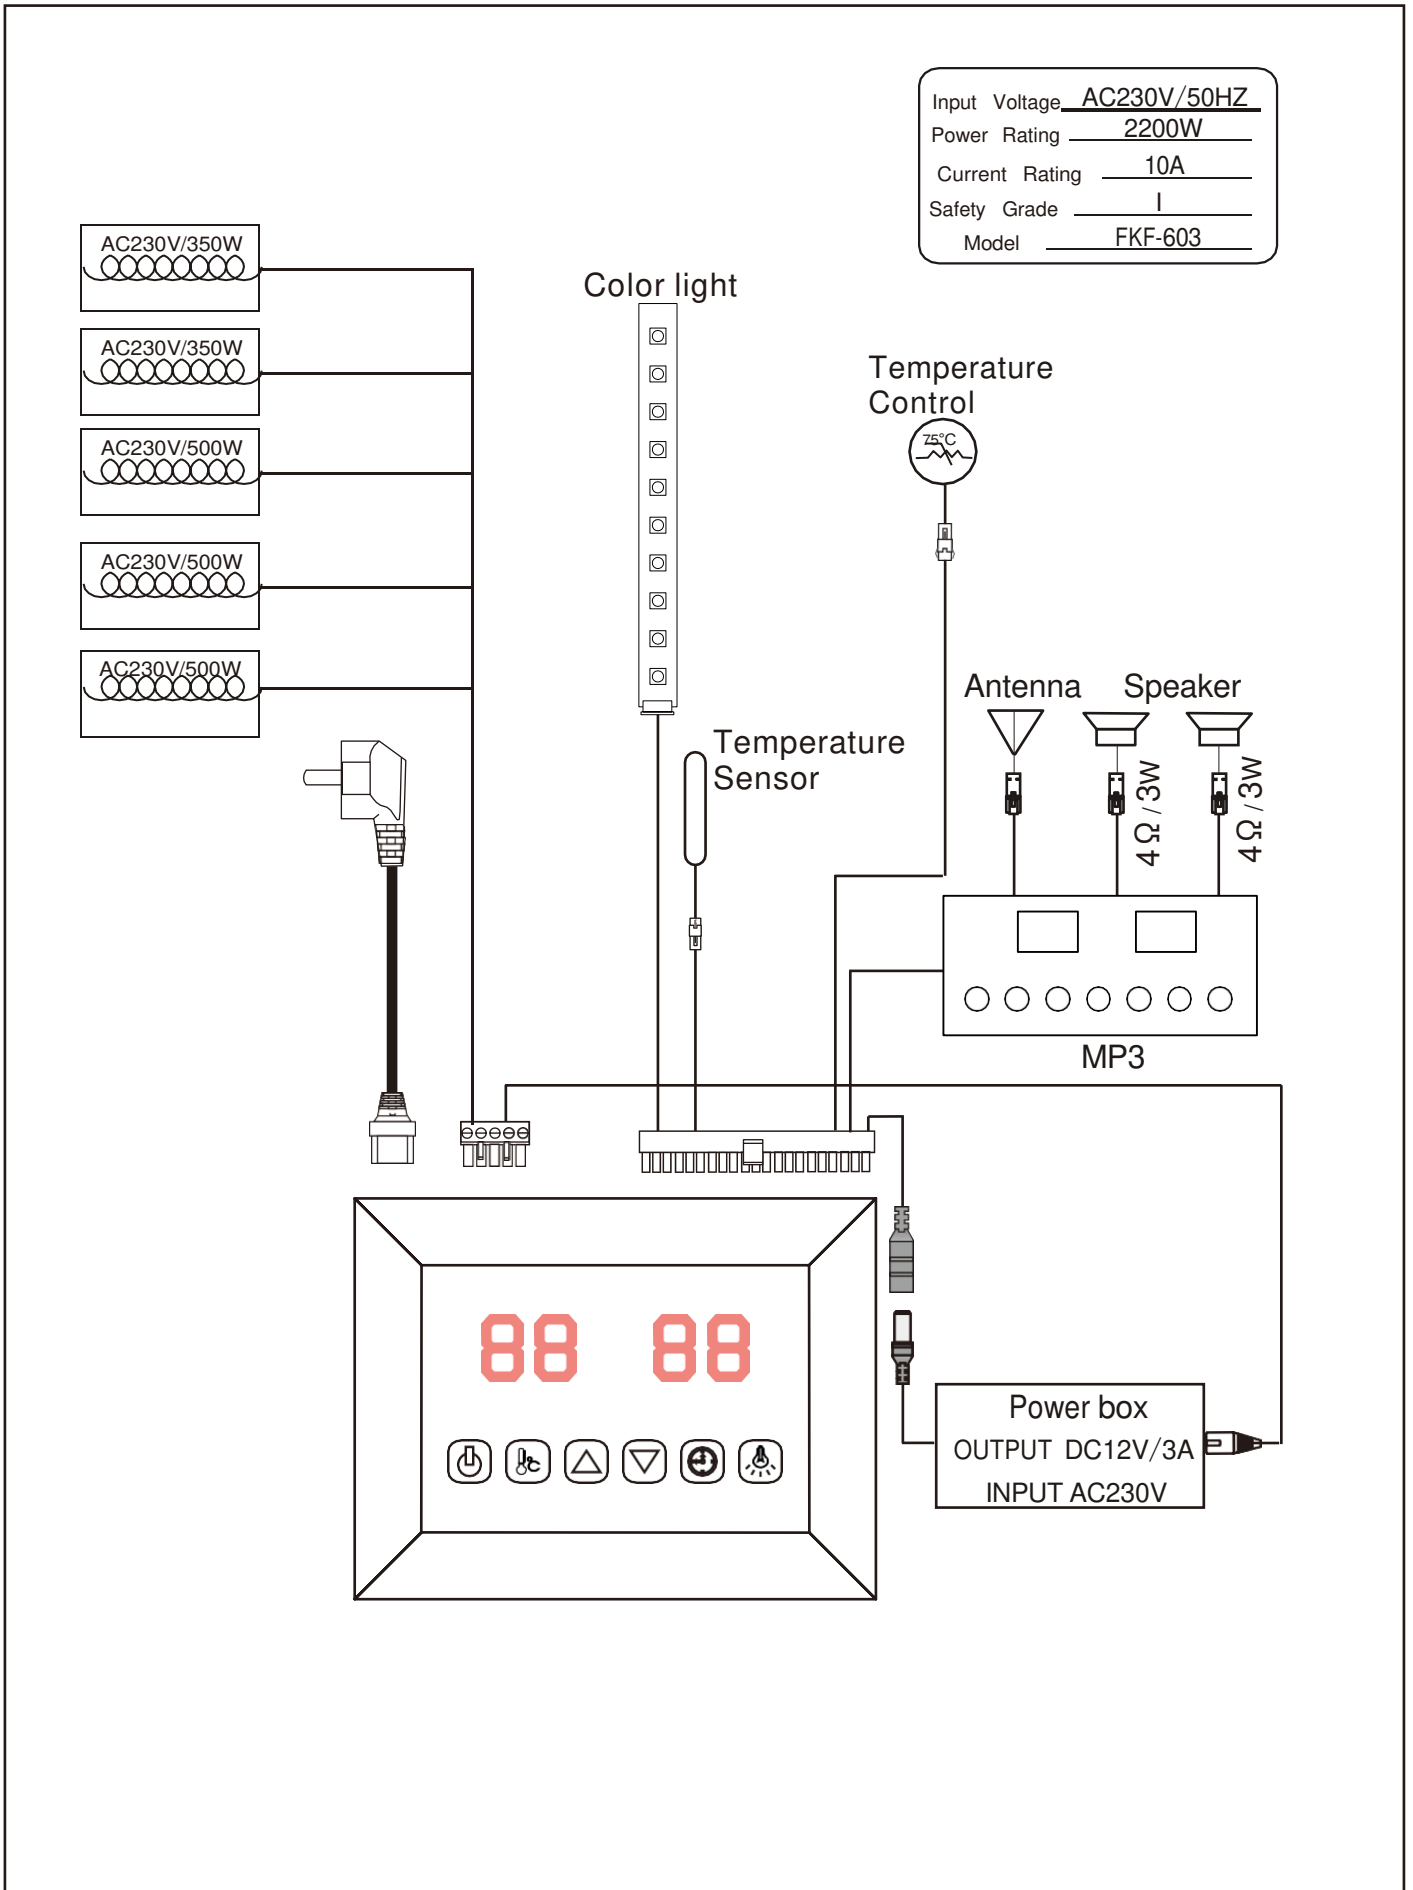 Input Voltage AC230V/50HZ
Power Rating 2200W
Current Rating 10A
Safety Grade I
Model FKF-603
AC230V/350W
AC230V/350W
AC230V/500W
AC230V/500W
AC230V/500W
Color light
Temperature
Control
75°C
Temperature
Sensor
Antenna
Speaker
4Ω/3W
4Ω/3W
MP3
88 88
°C
Power box
OUTPUT DC12V/3A
INPUT AC230V